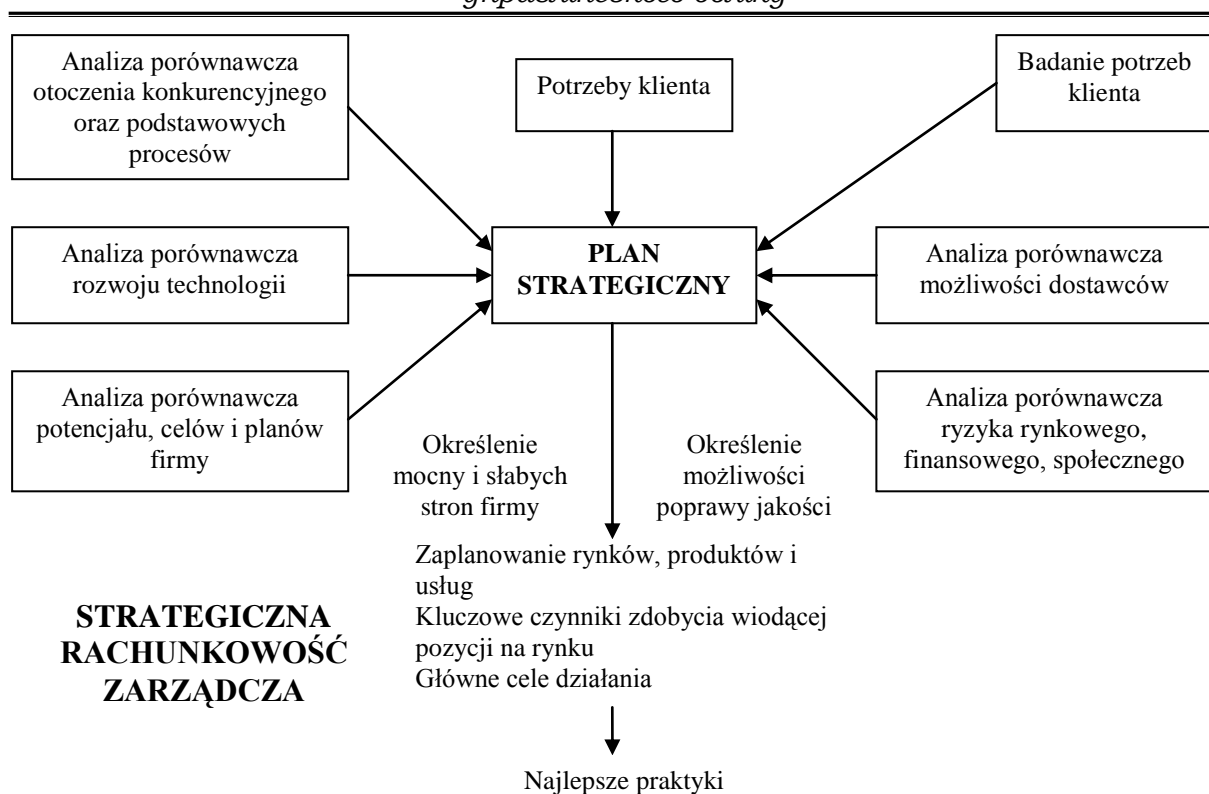 Analiza porównawcza
otoczenia konkurencyjnego
oraz podstawowych
procesów
Potrzeby klienta
Badanie potrzeb
klienta
Analiza porównawcza
rozwoju technologii
PLAN
STRATEGICZNY
Analiza porównawcza
możliwości dostawców
Analiza porównawcza
potencjału, celów i planów
firmy
Analiza porównawcza
ryzyka rynkowego,
finansowego, społecznego
Określenie
mocny i słabych
stron firmy
Określenie
możliwości
poprawy jakości
Zaplanowanie rynków, produktów i
usług
Kluczowe czynniki zdobycia wiodącej
pozycji na rynku
Główne cele działania
STRATEGICZNA
RACHUNKOWOŚĆ
ZARZĄDCZA
Najlepsze praktyki